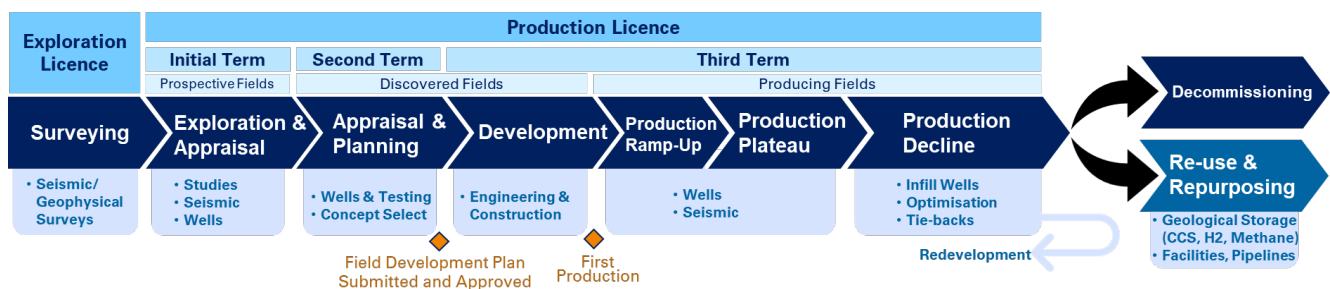 Exploration
Licence
Production Licence
Initial Term
Second Term
Third Term
Prospective Fields
Discovered Fields
Producing Fields
Surveying
Exploration &
Appraisal
Appraisal &
Planning
Development
Production
Ramp-Up
Production
Plateau
Production
Decline
Decommissioning
Re-use &
Repurposing
• Seismic/
Geophysical
Surveys
• Studies
• Seismic
• Wells
• Wells & Testing
• Concept Select
• Engineering &
Construction
• Wells
• Seismic
• Infill Wells
• Optimisation
• Tie-backs
• Geological Storage
(CCS, H2, Methane)
• Facilities, Pipelines
Redevelopment
Field Development Plan
Submitted and Approved
First
Production